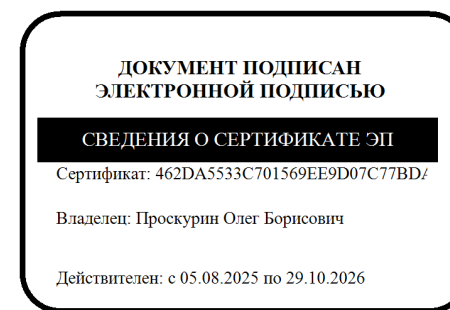 ДОКУМЕНТ ПОДПИСАН
ЭЛЕКТРОННОЙ ПОДПИСЬЮ
СВЕДЕНИЯ О СЕРТИФИКАТЕ ЭП
Сертификат: 462DA5533C701569EE9D07C77BD
Владелец: Проскурин Олег Борисович
Действителен: с 05.08.2025 по 29.10.2026